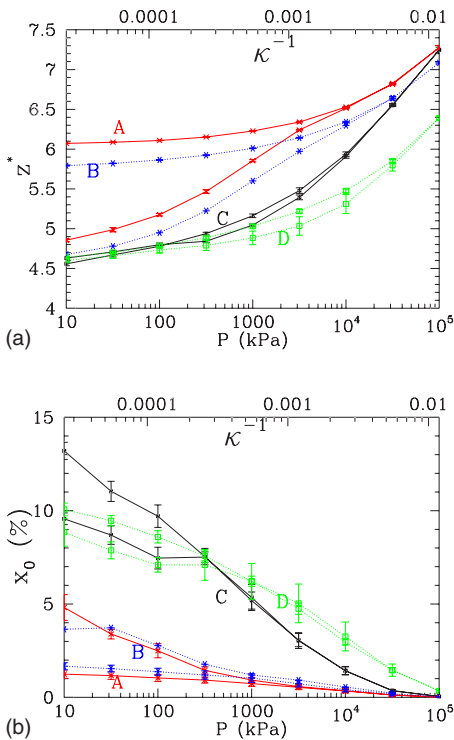 0.0001 0.001 0.01
κ⁻¹
7.5
7
6.5
6
5.5
5
4.5
4
z*
A
B
C
D
10 100 1000 10⁴ 10⁵
(a) P (kPa)
0.0001 0.001 0.01
κ⁻¹
15
10
5
0
x₀ (%)
C
D
B
A
10 100 1000 10⁴ 10⁵
(b) P (kPa)